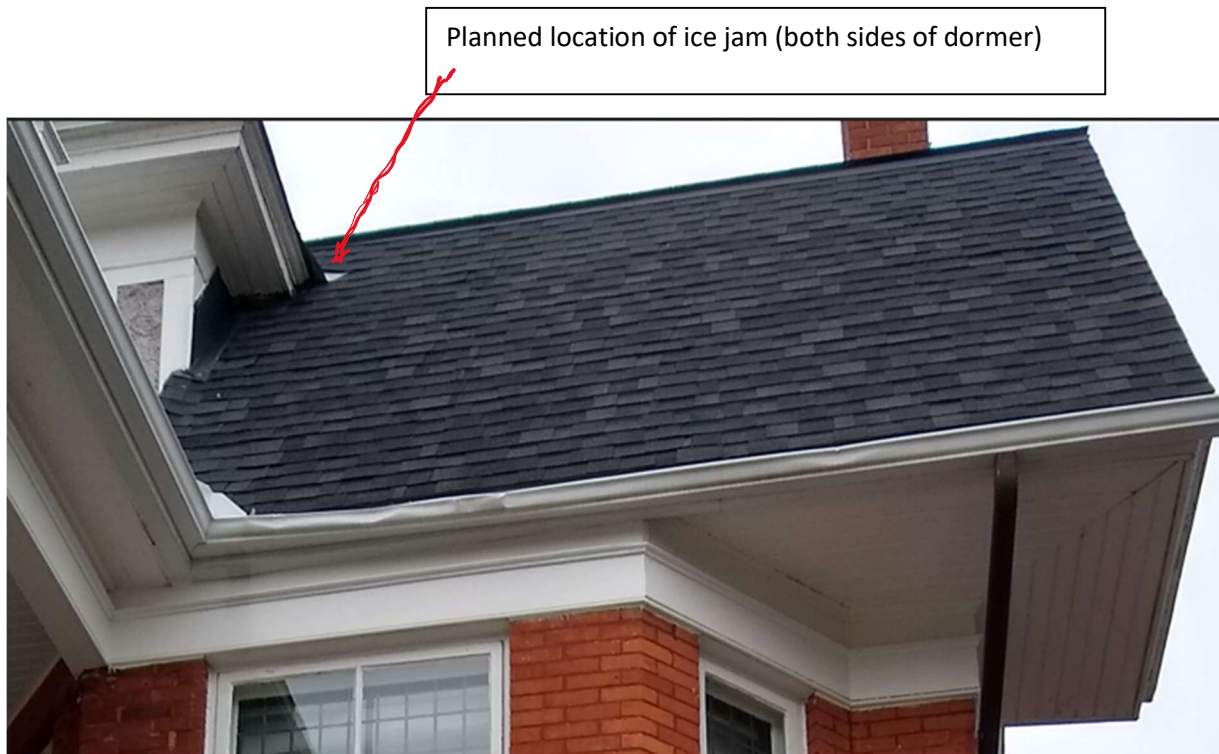 Planned location of ice jam (both sides of dormer)